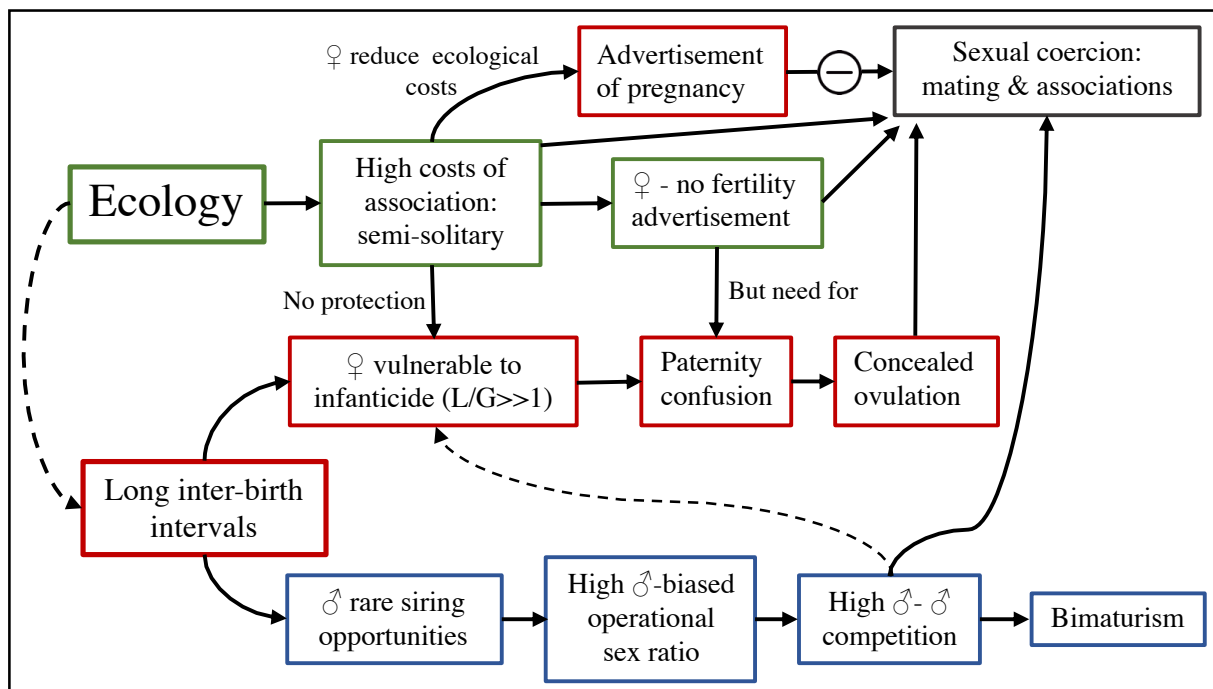 ♀ reduce ecological
costs
Advertisement
of pregnancy
Sexual coercion:
mating & associations
Ecology
High costs of
association:
semi-solitary
♀ - no fertility
advertisement
No protection
But need for
♀ vulnerable to
infanticide (L/G>>1)
Paternity
confusion
Concealed
ovulation
Long inter-birth
intervals
♂ rare siring
opportunities
High ♂-biased
operational
sex ratio
High ♂- ♂
competition
Bimaturism